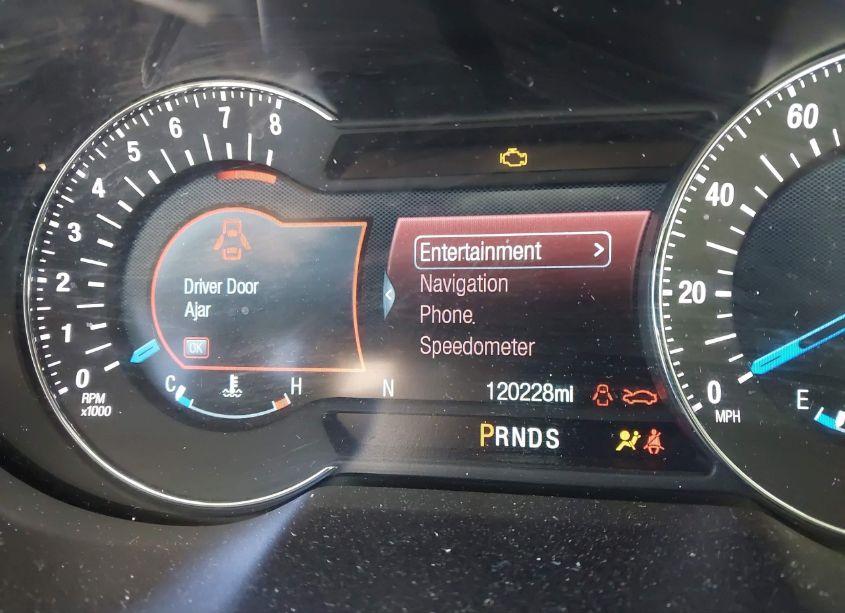 8
7
6
5
4
3
2
1
0
RPM
x1000
Driver Door
Ajar
OK
C
H
Entertainment >
Navigation
Phone
Speedometer
N
120228mi
PRNDS
60
40
20
0
MPH
E